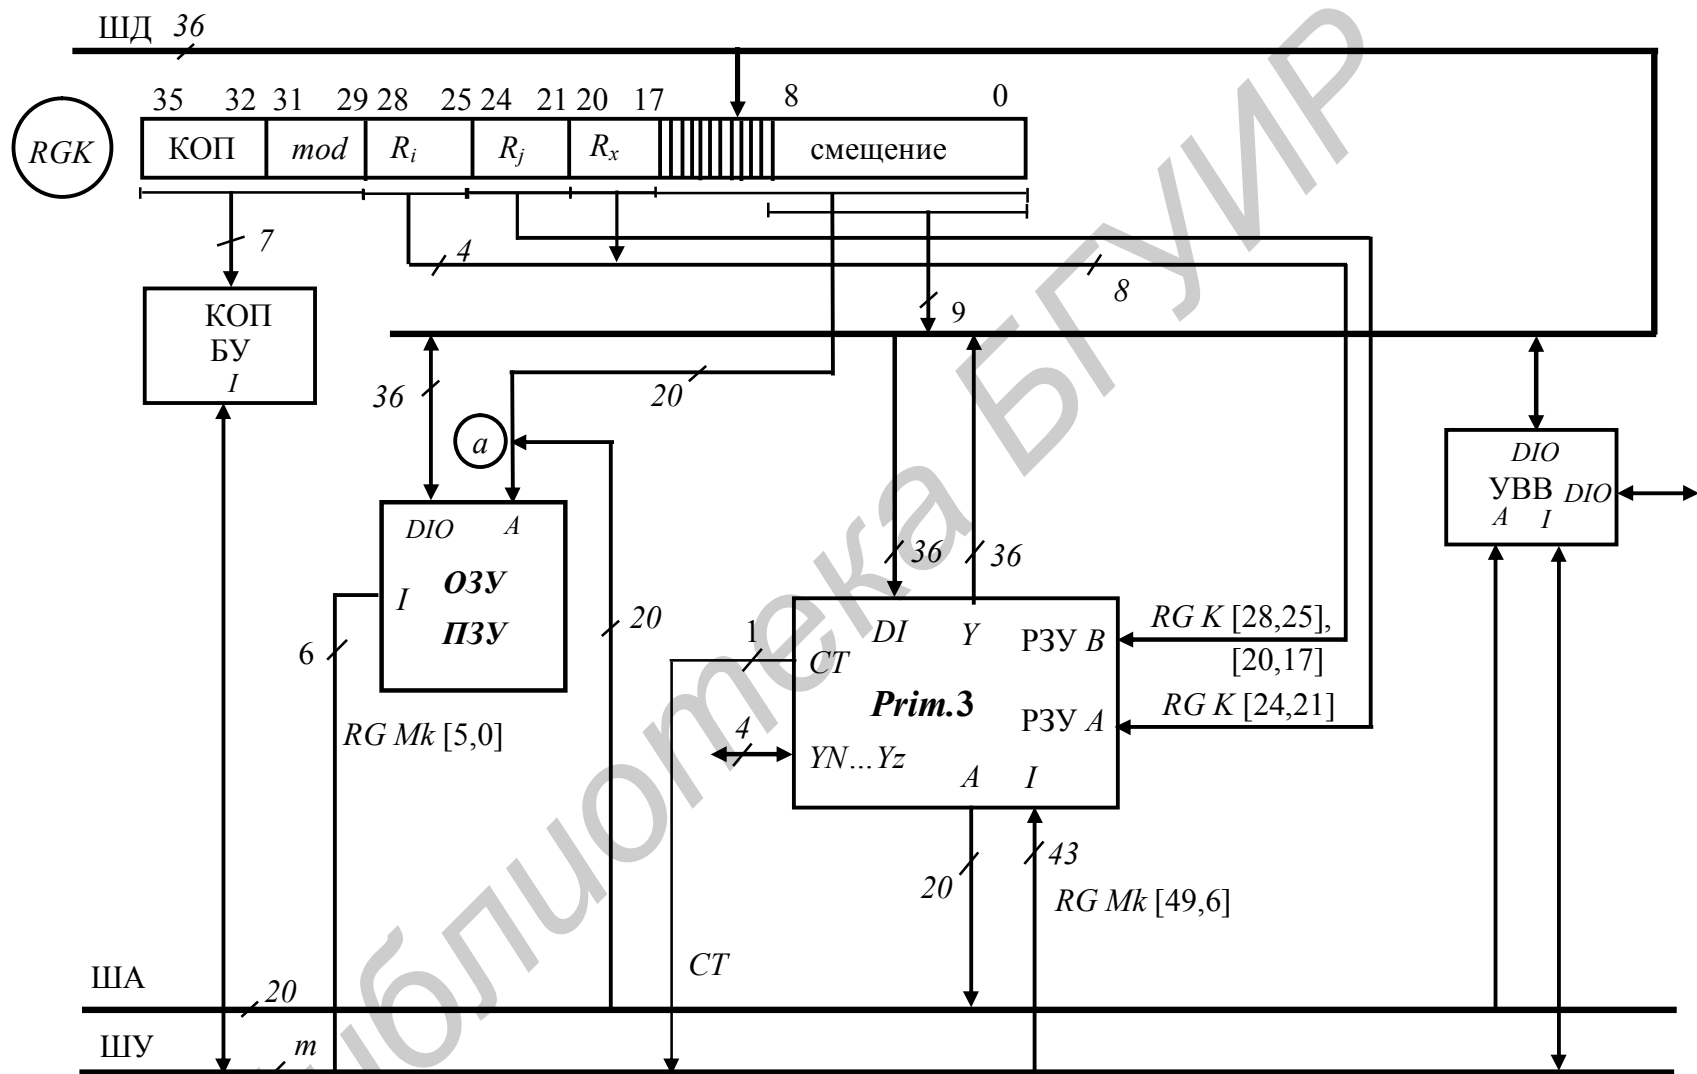 ШД 36
35 32 31 29 28 25 24 21 20 17 8 0
RGK
КОП mod Ri Rj Rx смещение
7
4
8
КОП
БУ
I
9
36
20
a
DIO
УВВ DIO
A I
DIO A
I ОЗУ
ПЗУ
6
20
36 36
1
DI Y РЗУ B
CT
Prim.3
РЗУ A
YN...Yz
A I
4
RG K [28,25],
[20,17]
RG K [24,21]
RG Mk [5,0]
20
43
RG Mk [49,6]
CT
ША 20
ШУ m
библиотека БГУИР